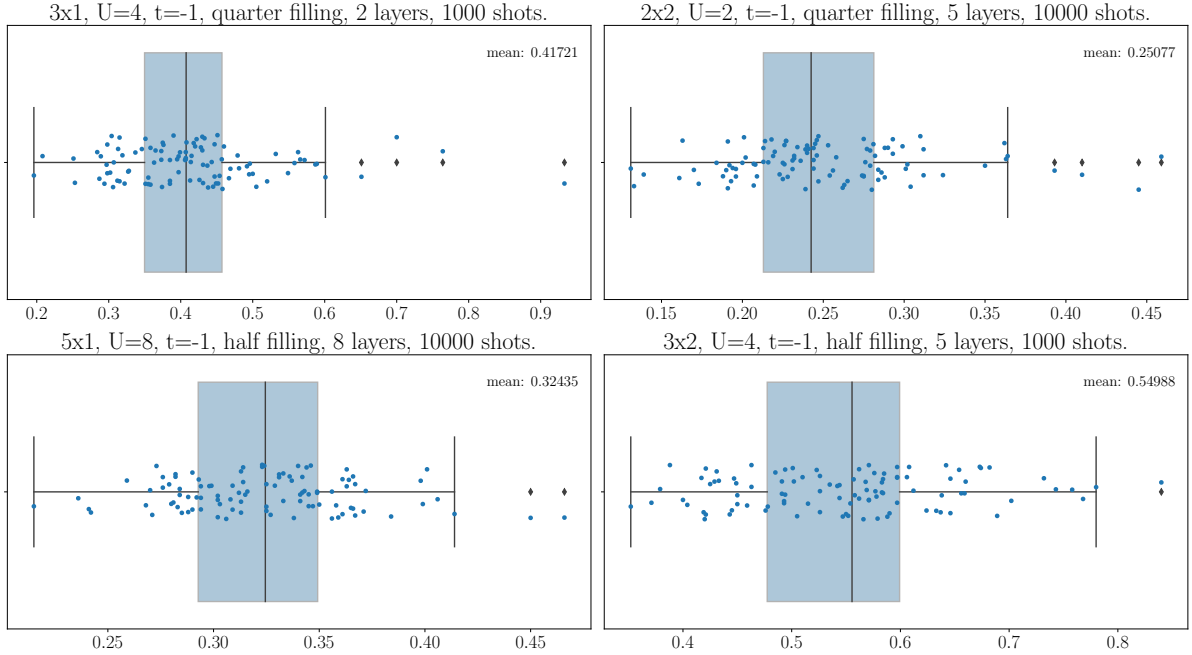 3x1, U=4, t=-1, quarter filling, 2 layers, 1000 shots.
mean: 0.41721
0.2 0.3 0.4 0.5 0.6 0.7 0.8 0.9
2x2, U=2, t=-1, quarter filling, 5 layers, 10000 shots.
mean: 0.25077
0.15 0.20 0.25 0.30 0.35 0.40 0.45
5x1, U=8, t=-1, half filling, 8 layers, 10000 shots.
mean: 0.32435
0.25 0.30 0.35 0.40 0.45
3x2, U=4, t=-1, half filling, 5 layers, 1000 shots.
mean: 0.54988
0.4 0.5 0.6 0.7 0.8